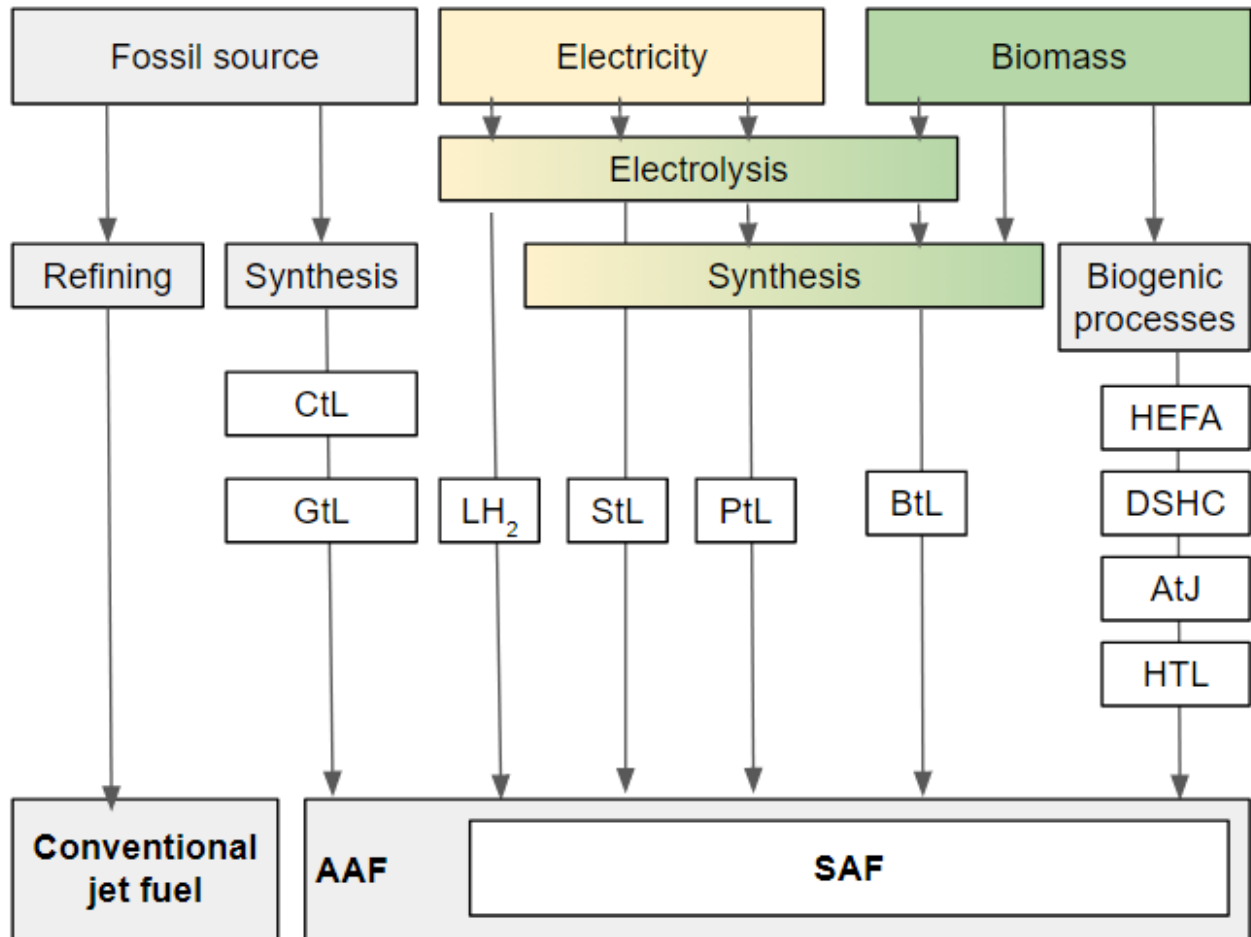 Fossil source
Electricity
Biomass
Electrolysis
Refining
Synthesis
Synthesis
Biogenic
processes
CtL
HEFA
GtL
LH₂
StL
PtL
BtL
DSHC
AtJ
HTL
Conventional
jet fuel
AAF
SAF